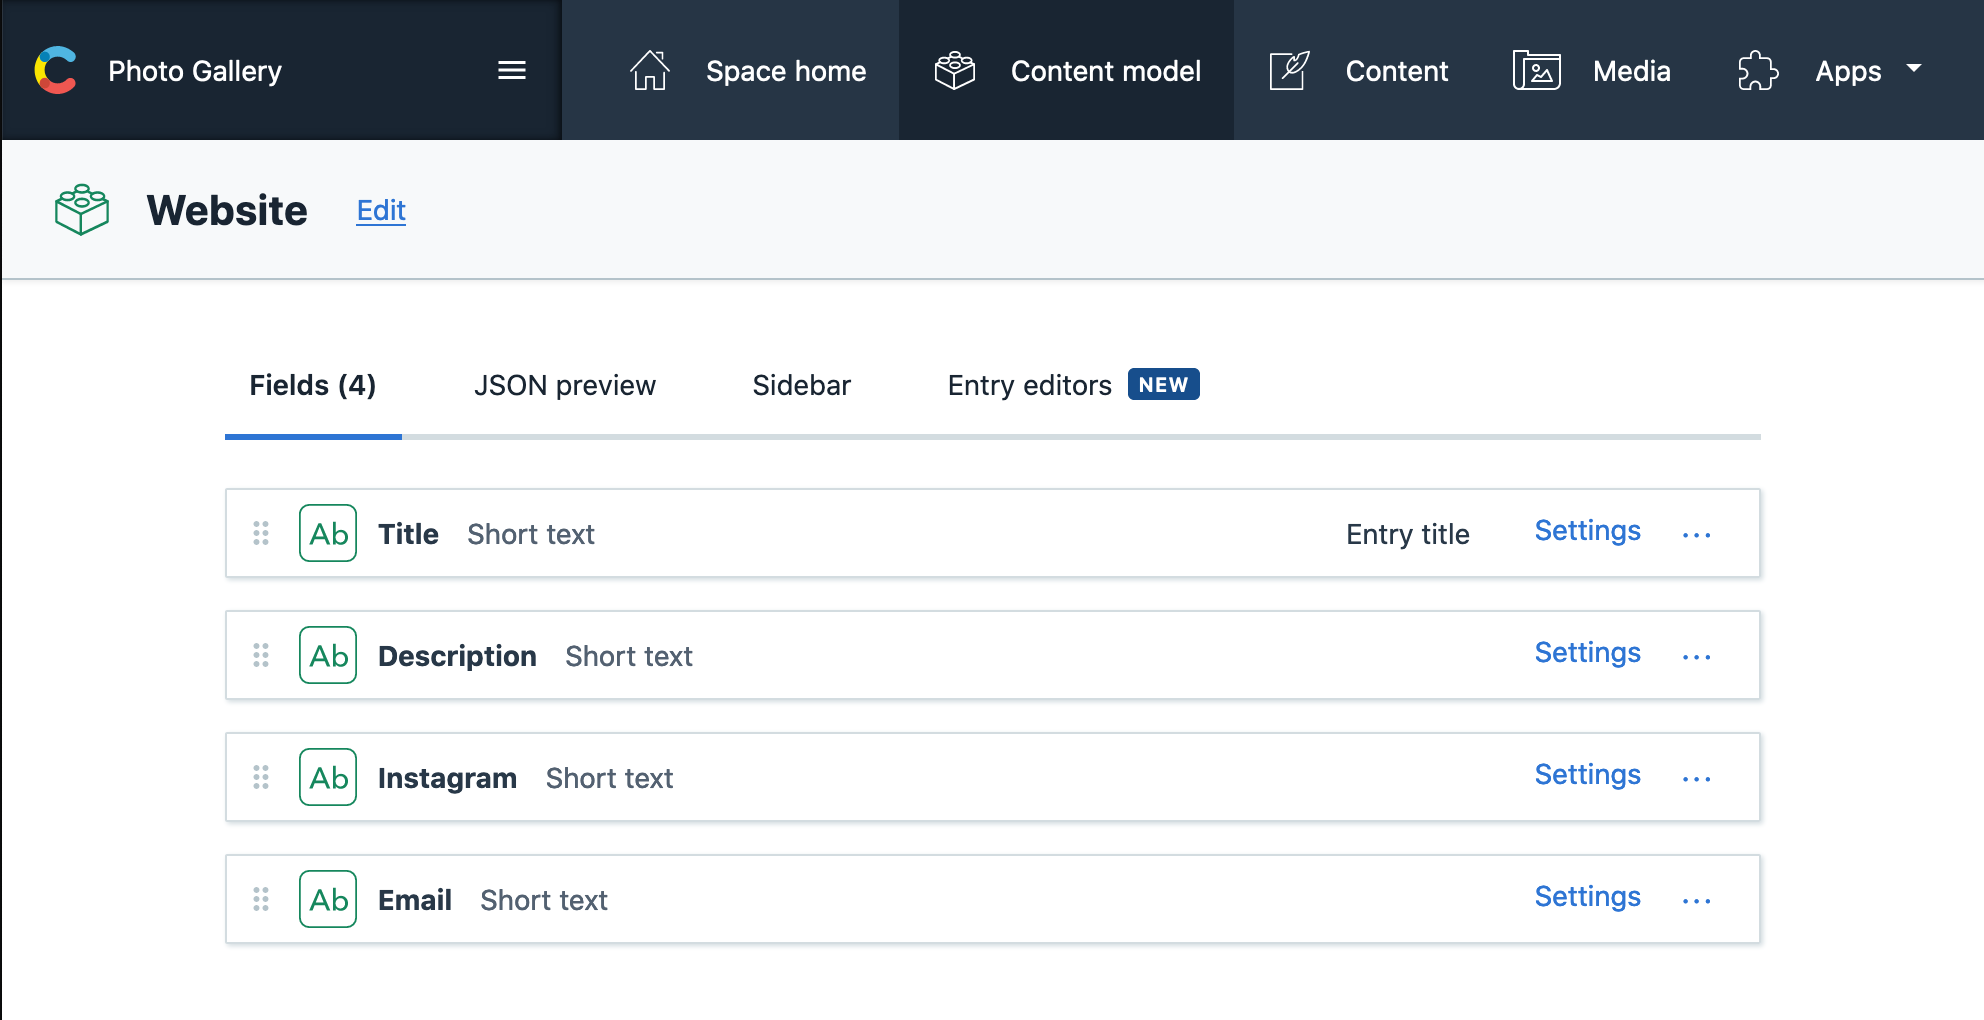 Photo Gallery Space home Content model Content Media Apps
Website Edit
Fields (4) JSON preview Sidebar Entry editors NEW
Ab Title Short text Entry title Settings ...
Ab Description Short text Settings ...
Ab Instagram Short text Settings ...
Ab Email Short text Settings ...